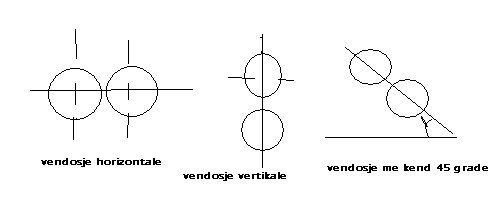 vendosje horizontale
vendosje vertikale
vendosje me kend 45 grade